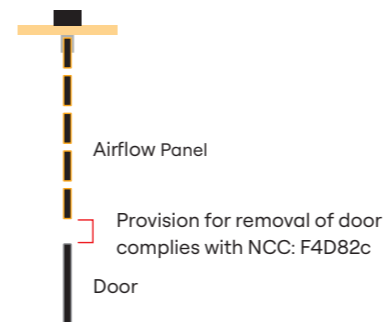 Airflow Panel
Provision for removal of door
complies with NCC: F4D82c
Door